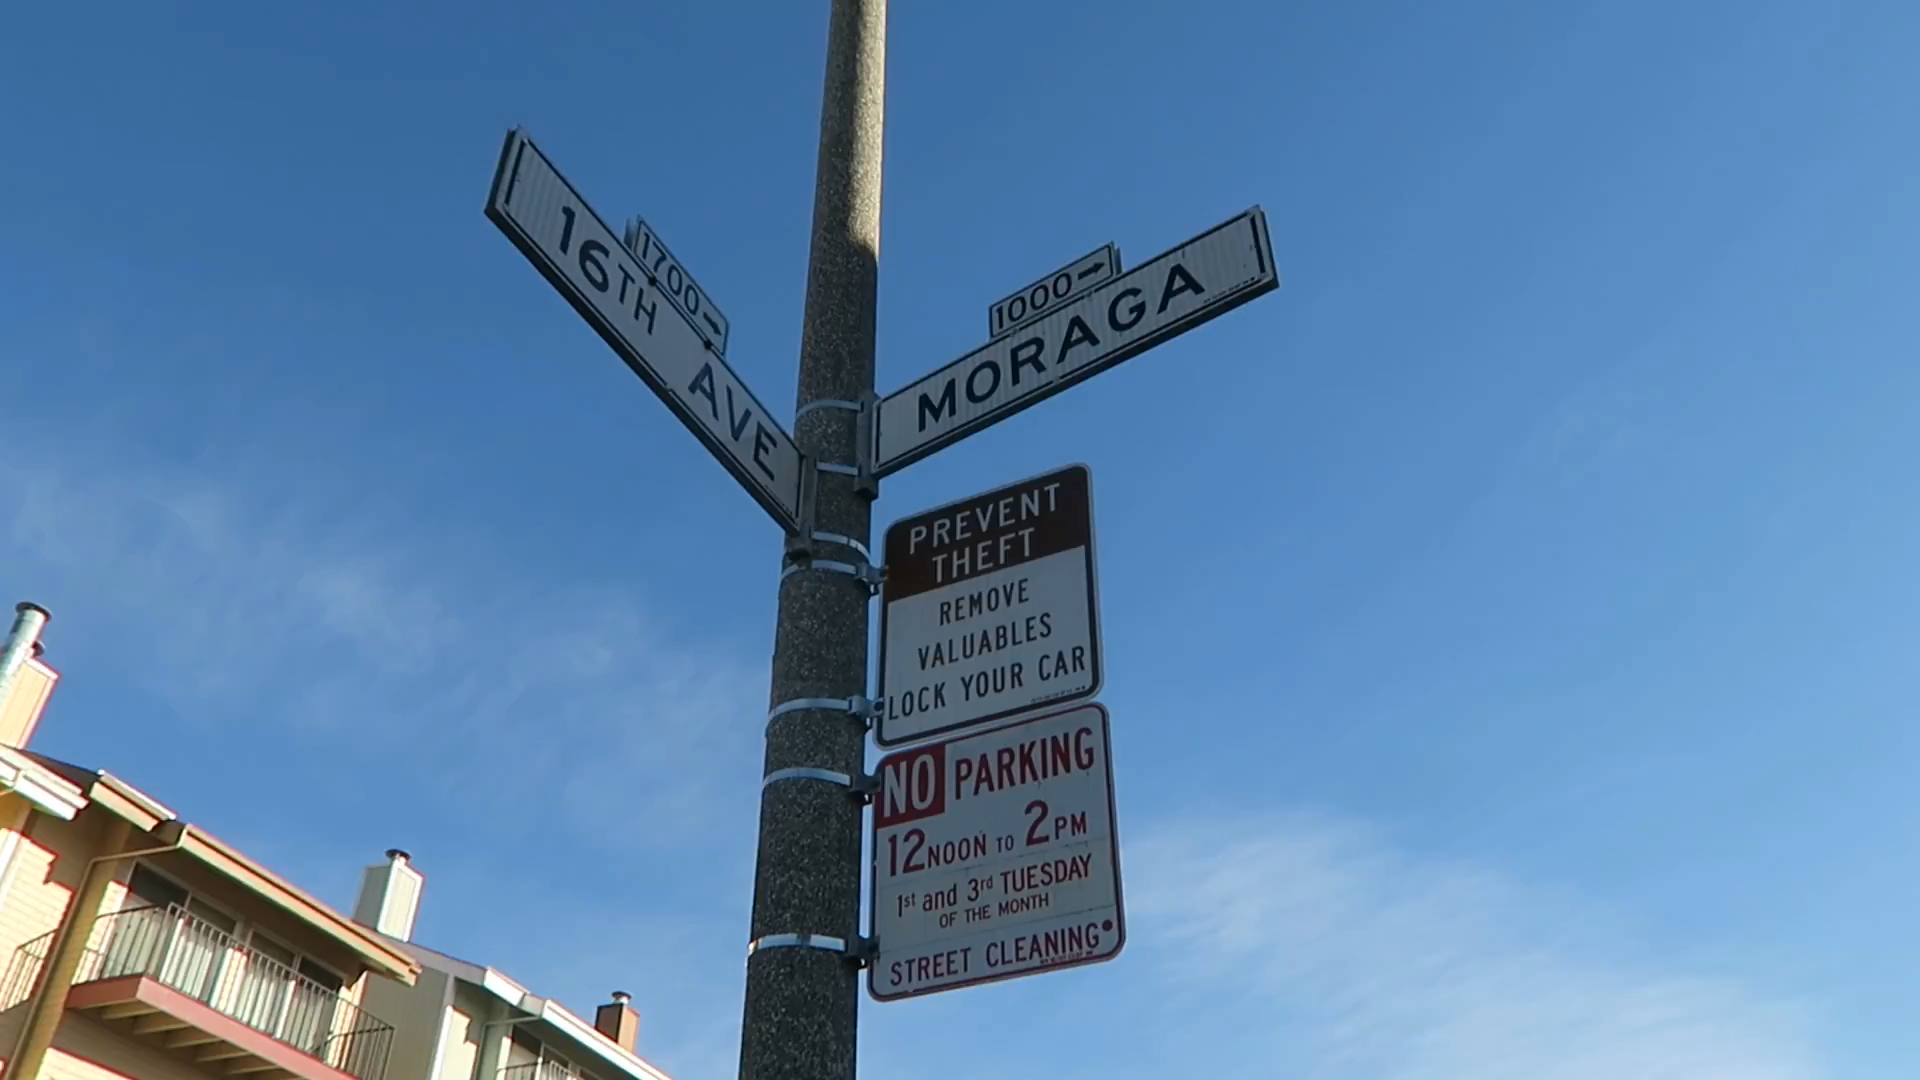 1700→
16TH AVE
1000→
MORAGA
PREVENT
THEFT
REMOVE
VALUABLES
LOCK YOUR CAR
NO PARKING
12NOON TO 2PM
1st and 3rd TUESDAY
OF THE MONTH
STREET CLEANING